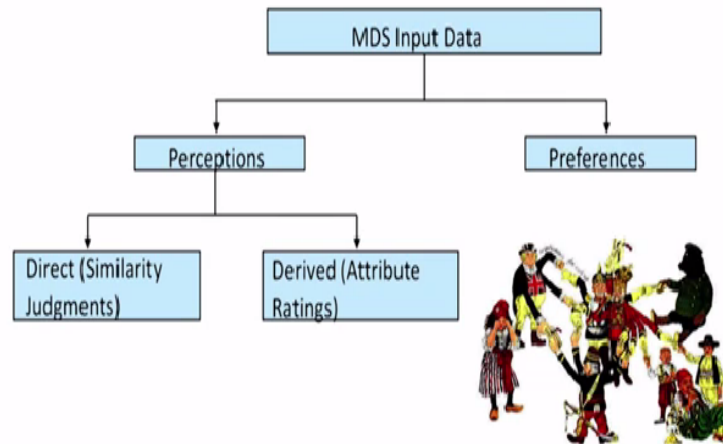 MDS Input Data
Perceptions
Preferences
Direct (Similarity
Judgments)
Derived (Attribute
Ratings)